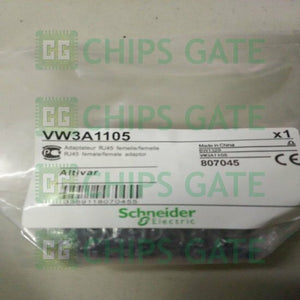 CHIPS GATE
VW3A1105
x1
Adaptateur RJ45 femelle/femelle
RJ45 female/female adaptor
Made in China
VW3A1105
807045
Altivar
Schneider
Electric
CHIPS GATE
CHIPS GATE